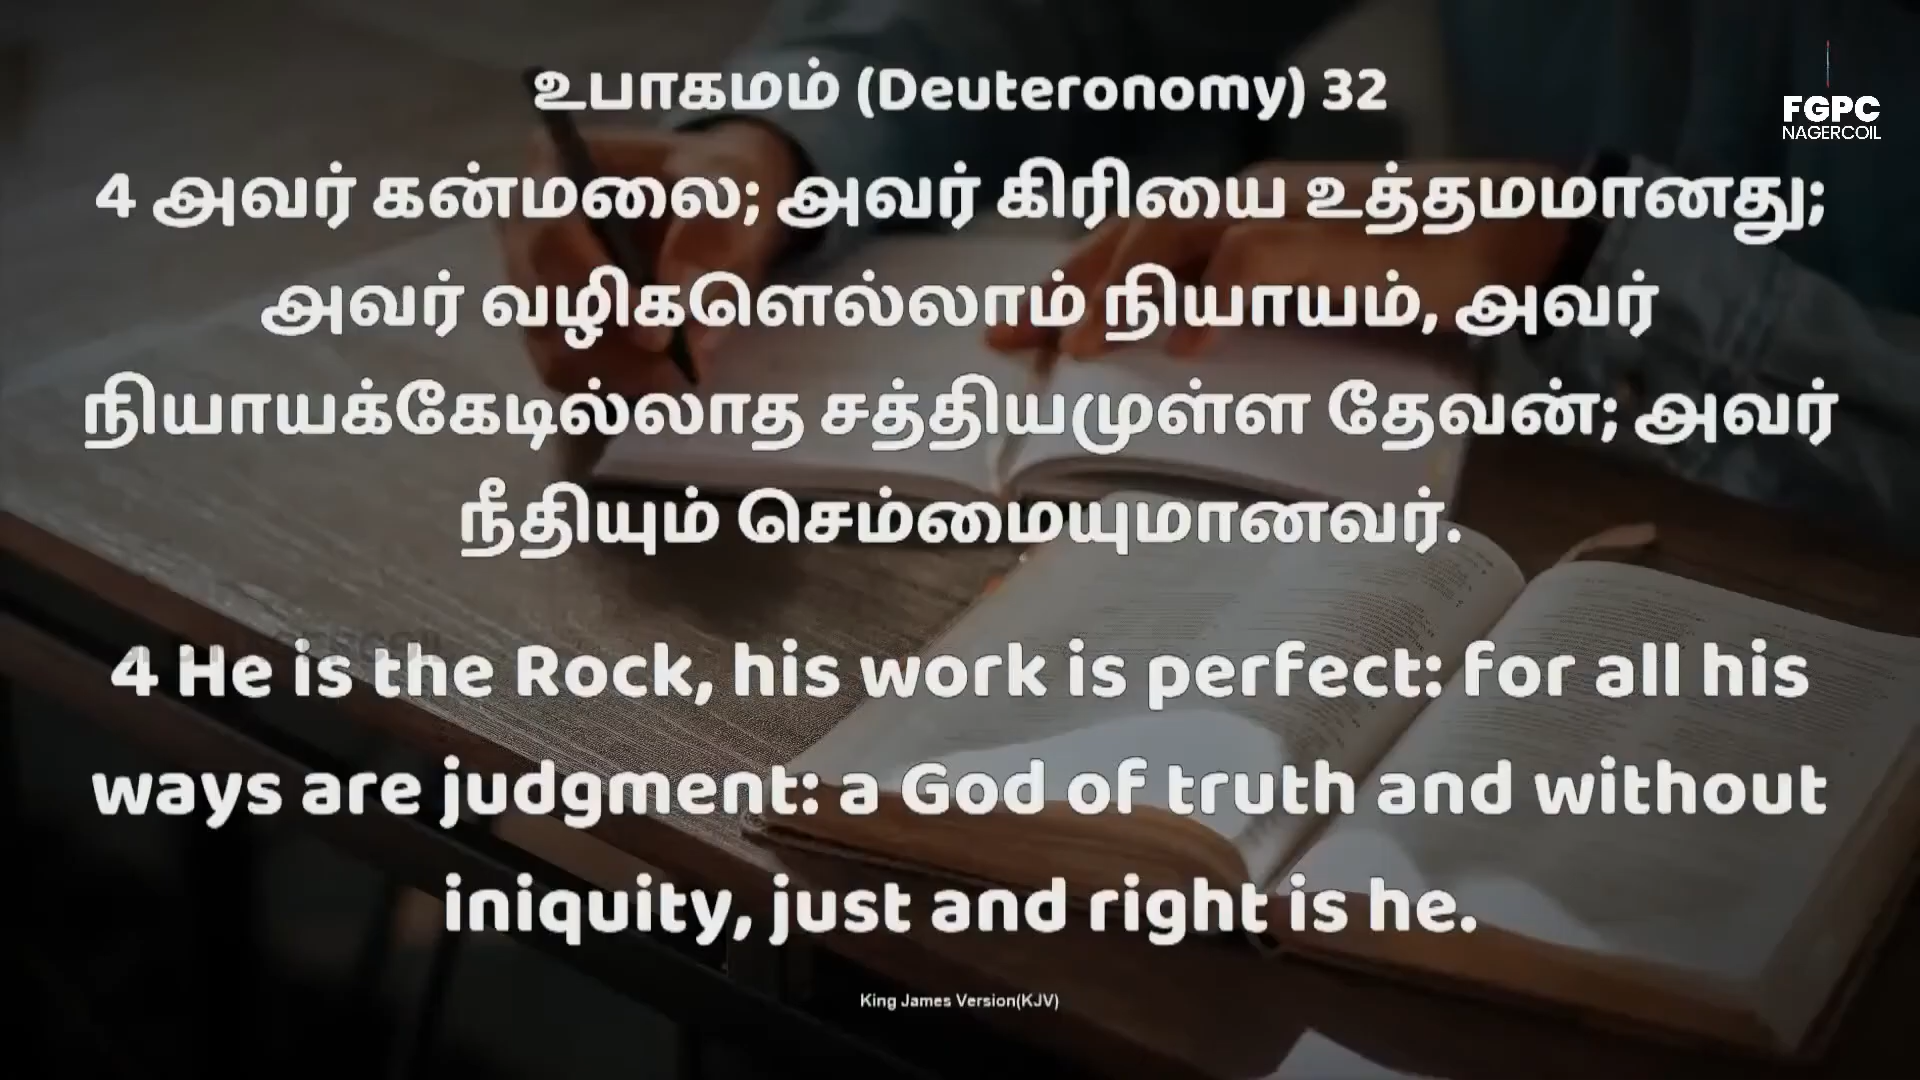 உபாகமம் (Deuteronomy) 32
FGPC
NAGERCOIL
4 அவர் கன்மலை; அவர் கிரியை உத்தமமானது;
அவர் வழிகளெல்லாம் நியாயம், அவர்
நியாயக்கேடில்லாத சத்தியமுள்ள தேவன்; அவர்
நீதியும் செம்மையுமானவர்.
4 He is the Rock, his work is perfect: for all his
ways are judgment: a God of truth and without
iniquity, just and right is he.
King James Version(KJV)